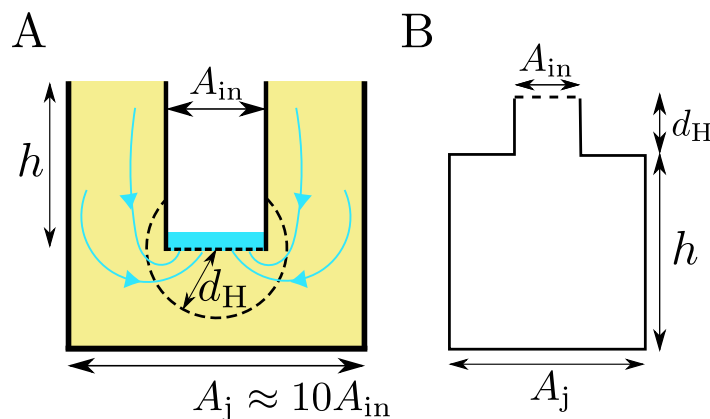 A
B
A_in
A_in
d_H
h
d_H
h
A_j ≈ 10A_in
A_j